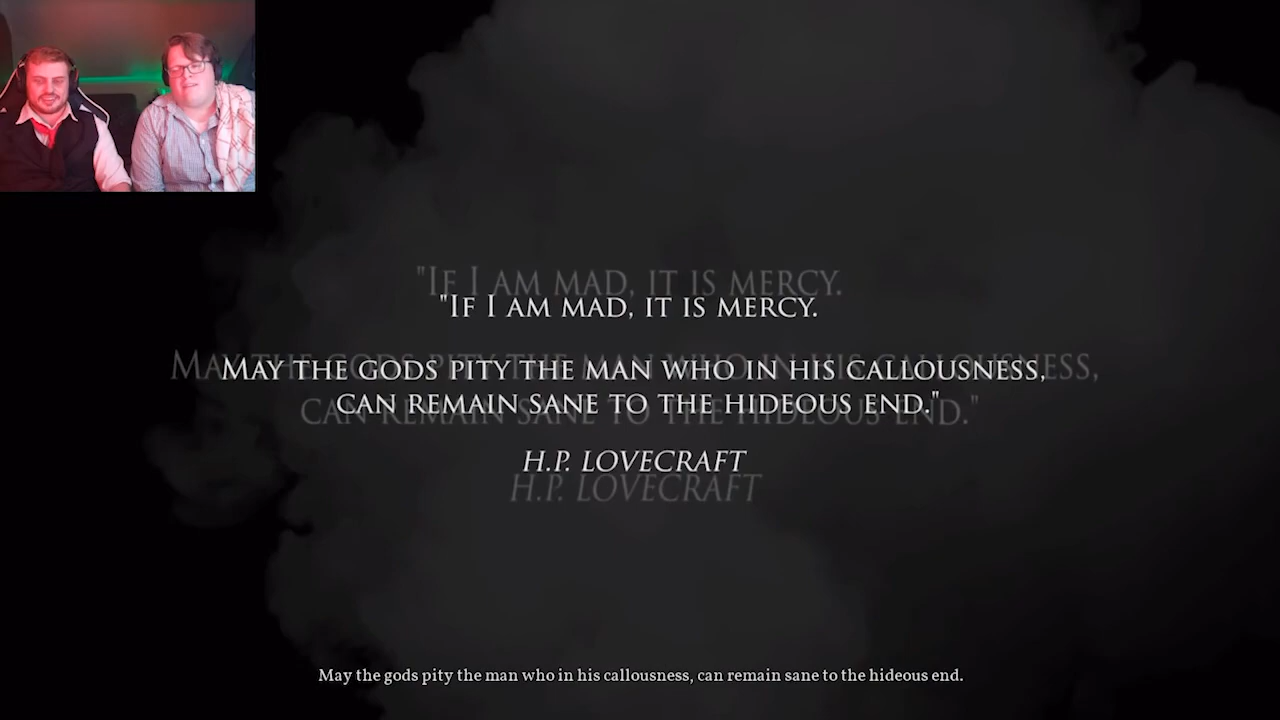 "If I am mad, it is mercy.
May the gods pity the man who in his callousness,
can remain sane to the hideous end."
H.P. Lovecraft
May the gods pity the man who in his callousness, can remain sane to the hideous end.